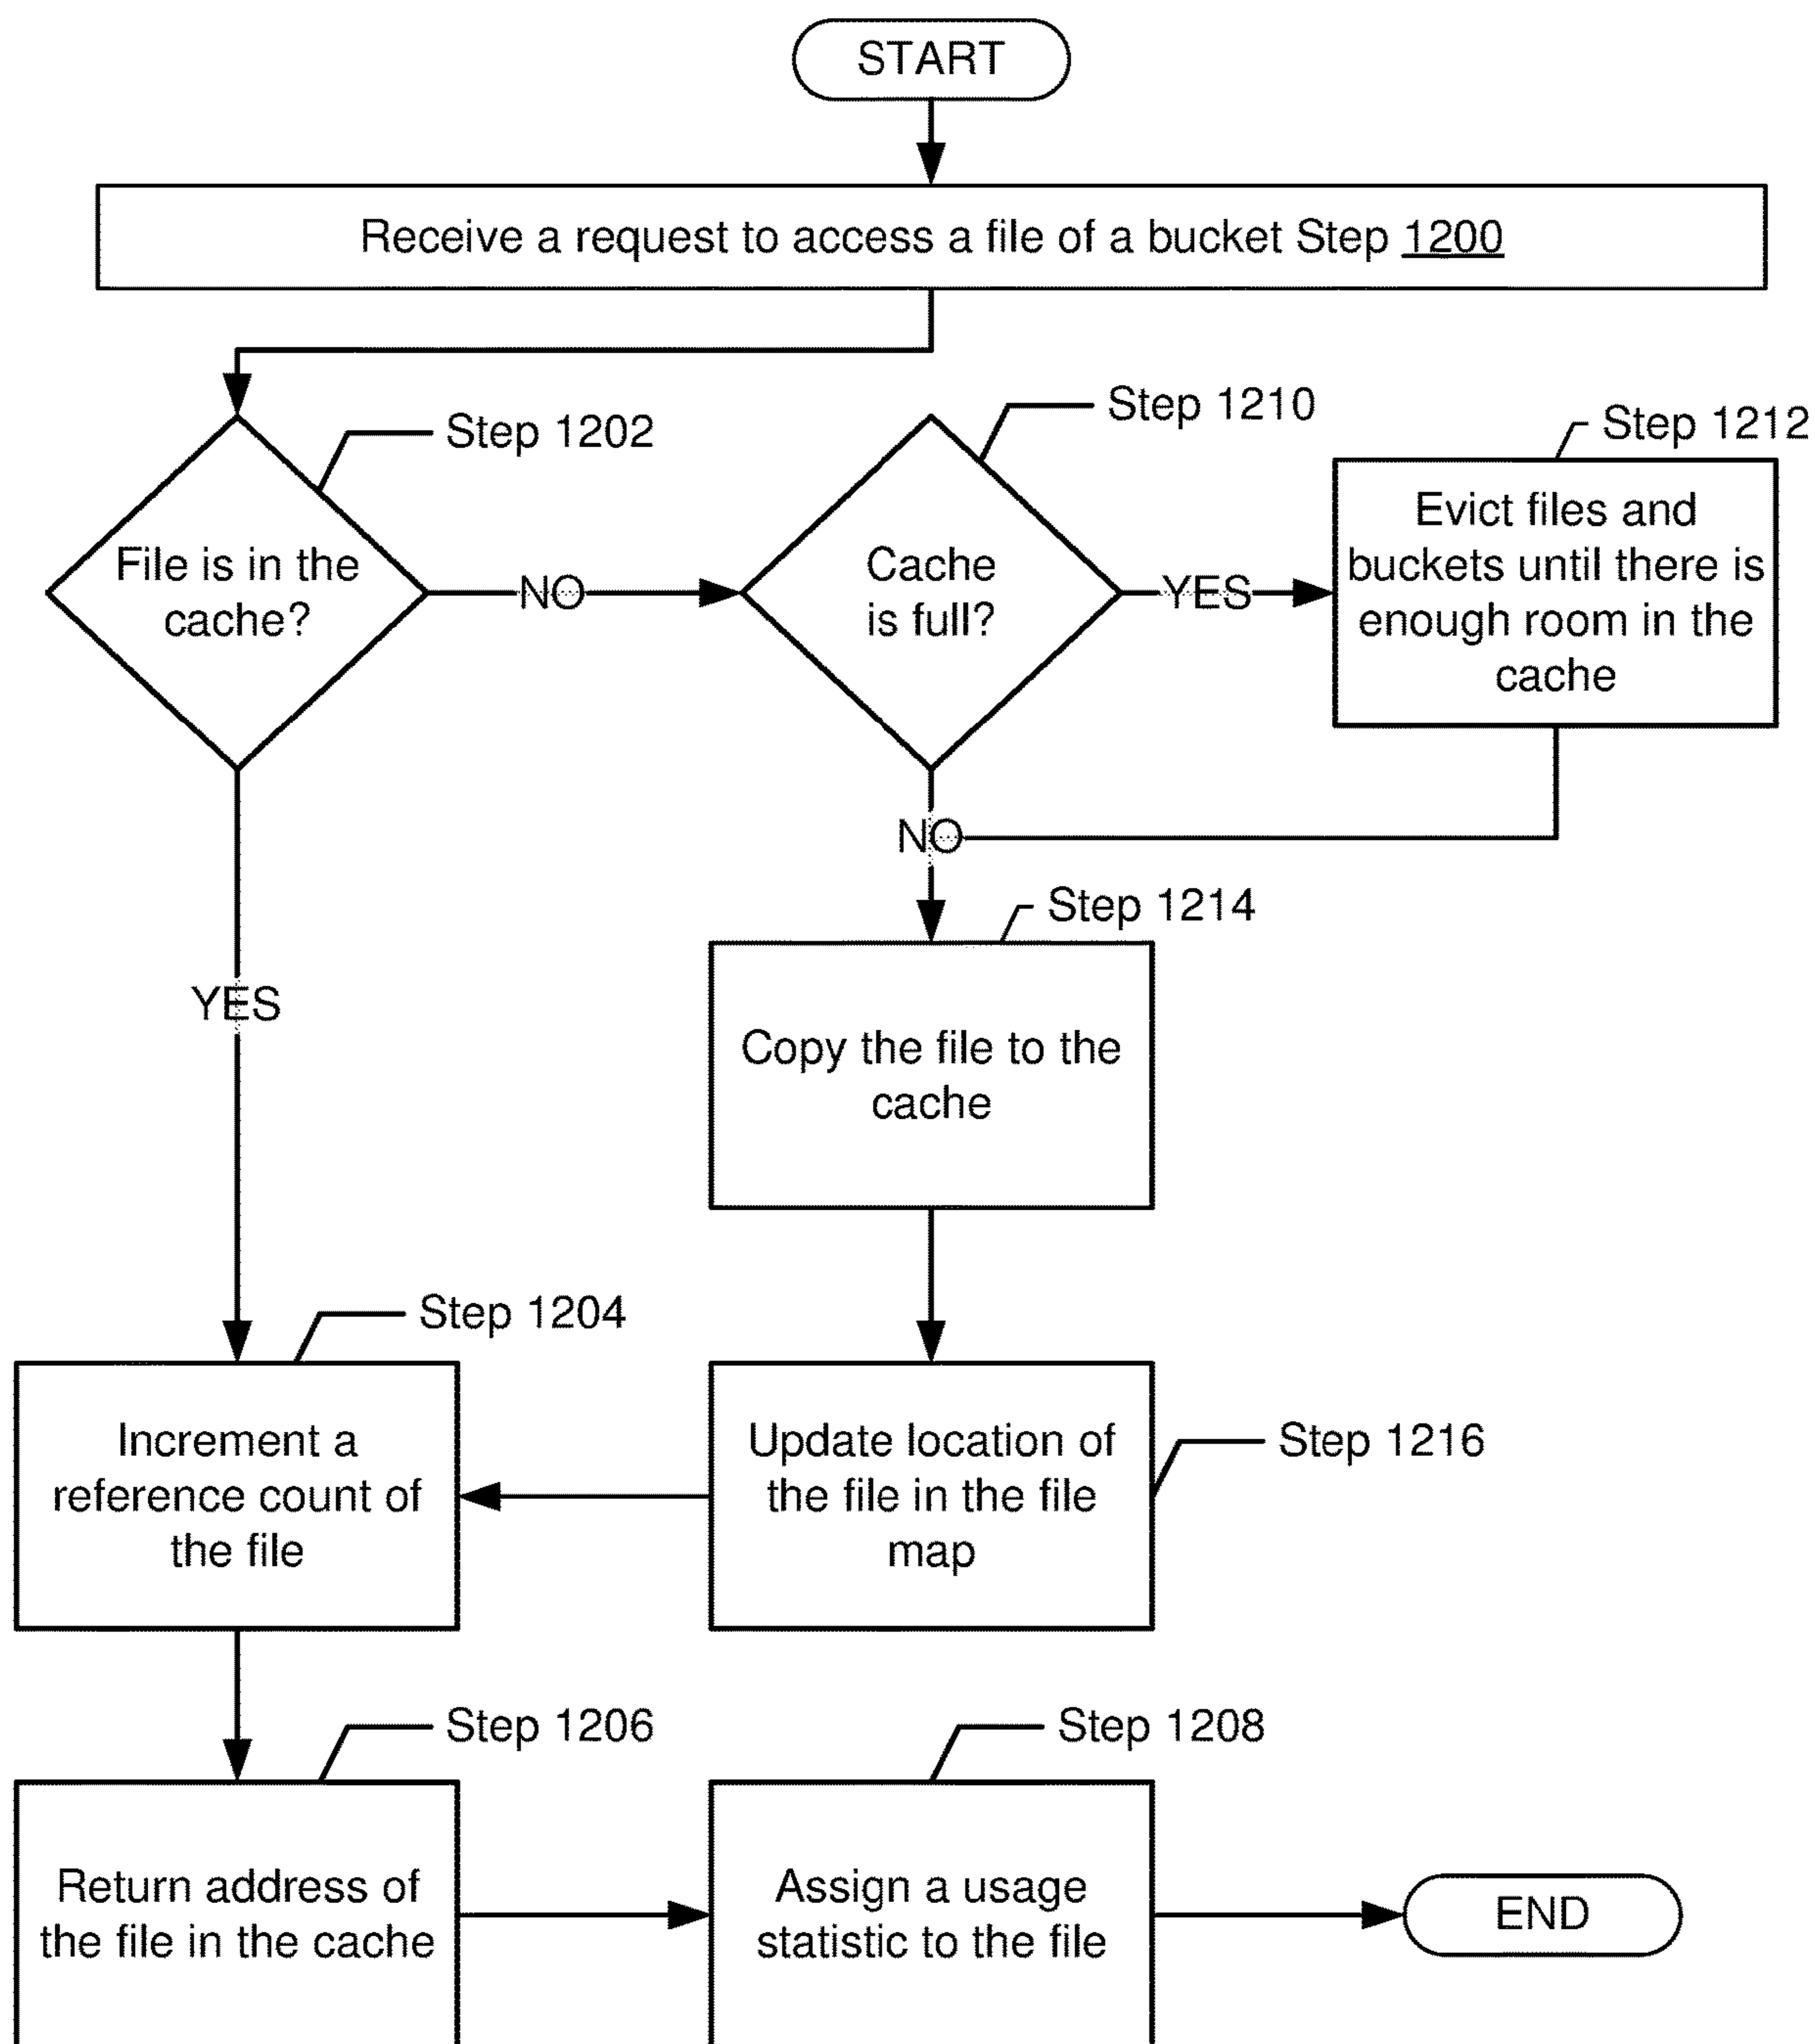 START
Receive a request to access a file of a bucket Step 1200
Step 1202
File is in the
cache?
NO
Step 1210
Cache
is full?
YES
Step 1212
Evict files and
buckets until there is
enough room in the
cache
NO
Step 1214
Copy the file to the
cache
YES
Step 1204
Increment a
reference count of
the file
Update location of
the file in the file
map
Step 1216
Step 1206
Return address of
the file in the cache
Step 1208
Assign a usage
statistic to the file
END